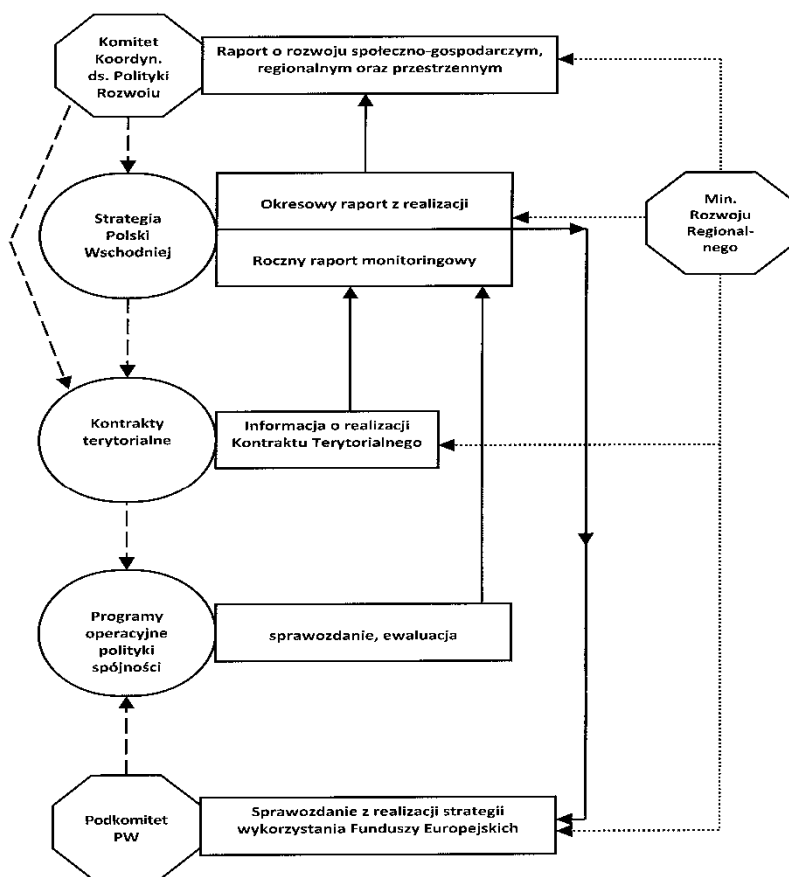 Komitet
Koordyn.
ds. Polityki
Rozwoiu
Raport o rozwoju społeczno-gospodarczym,
regionalnym oraz przestrzennym
Strategia
Polski
Wschodniej
Okresowy raport z realizacji
Roczny raport monitoringowy
Min.
Rozwoju
Regional-
nego
Kontrakty
terytorialne
Informacja o realizacji
Kontraktu Terytorialnego
Programy
operacyjne
polityki
spójności
sprawozdanie, ewaluacja
Podkomitet
PW
Sprawozdanie z realizacji strategii
wykorzystania Funduszy Europejskich